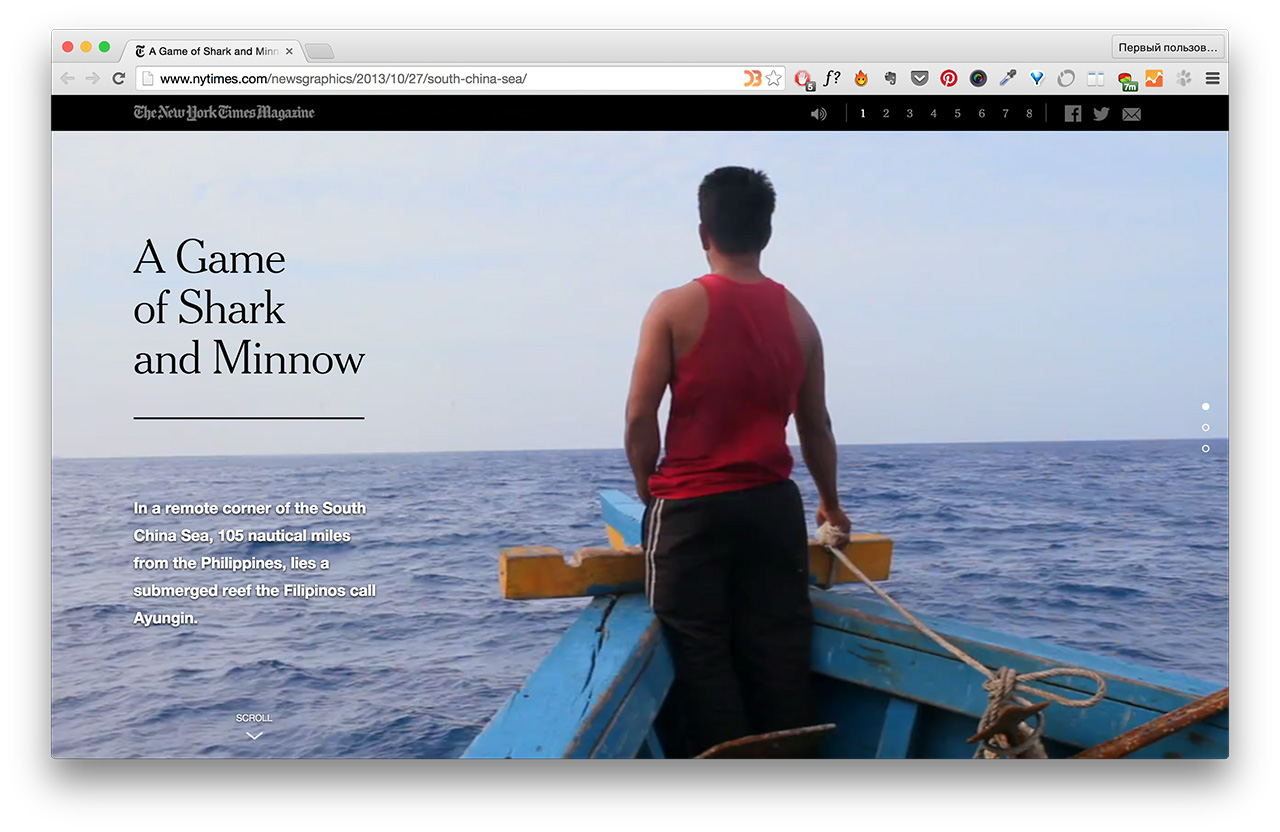 A Game of Shark and Minn
Первый пользов…
www.nytimes.com/newsgraphics/2013/10/27/south-china-sea/
5
f?
7m
The New York Times Magazine
1 2 3 4 5 6 7 8
A Game
of Shark
and Minnow
In a remote corner of the South
China Sea, 105 nautical miles
from the Philippines, lies a
submerged reef the Filipinos call
Ayungin.
SCROLL